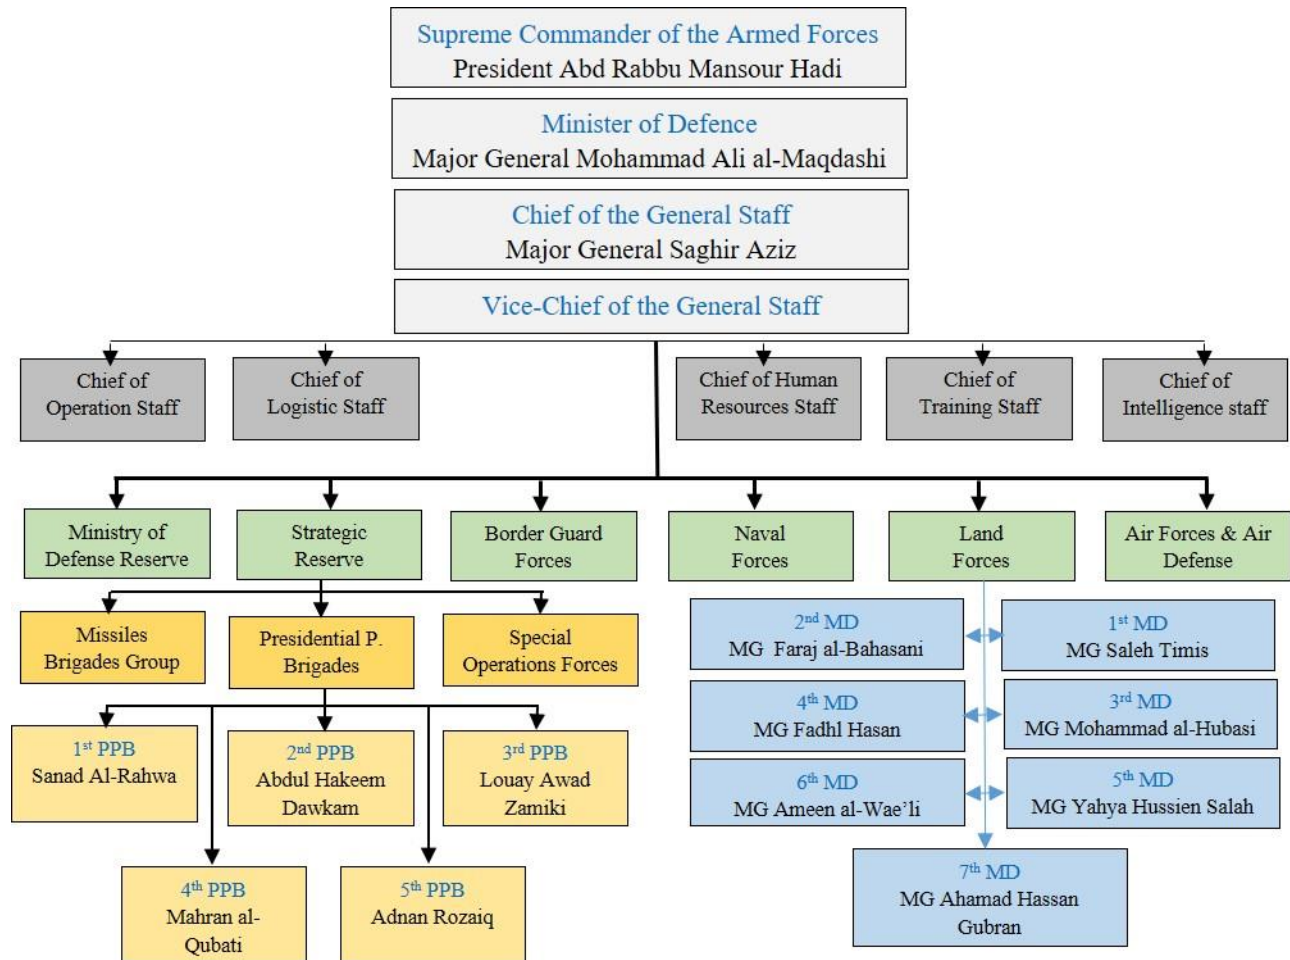 Supreme Commander of the Armed Forces
President Abd Rabbu Mansour Hadi
Minister of Defence
Major General Mohammad Ali al-Maqdashi
Chief of the General Staff
Major General Saghir Aziz
Vice-Chief of the General Staff
Chief of
Operation Staff
Chief of
Logistic Staff
Chief of Human
Resources Staff
Chief of
Training Staff
Chief of
Intelligence staff
Ministry of
Defense Reserve
Strategic
Reserve
Border Guard
Forces
Naval
Forces
Land
Forces
Air Forces & Air
Defense
Missiles
Brigades Group
Presidential P.
Brigades
Special
Operations Forces
2nd MD
MG Faraj al-Bahasani
1st MD
MG Saleh Timis
4th MD
MG Fadhl Hasan
3rd MD
MG Mohammad al-Hubasi
6th MD
MG Ameen al-Wae’li
5th MD
MG Yahya Hussien Salah
7th MD
MG Ahamad Hassan
Gubran
1st PPB
Sanad Al-Rahwa
2nd PPB
Abdul Hakeem
Dawkam
3rd PPB
Louay Awad
Zamiki
4th PPB
Mahran al-
Qubati
5th PPB
Adnan Rozaiq